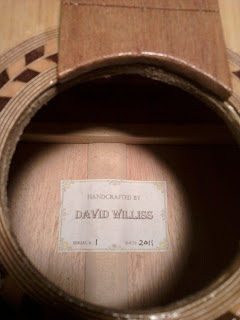 HANDCRAFTED BY
DAVID WILLISS
SERIAL # 1 DATE 2011